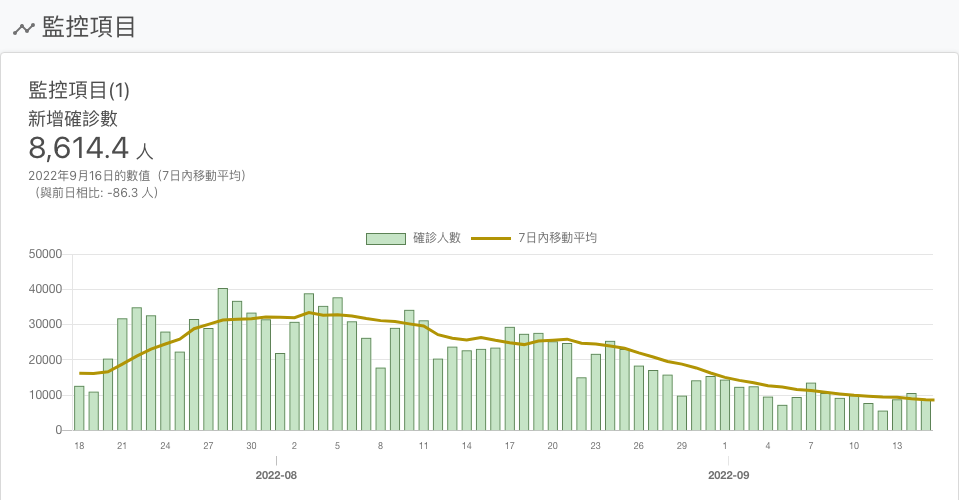 監控項目
監控項目(1)
新增確診數
8,614.4 人
2022年9月16日的數值（7日內移動平均）
（與前日相比: -86.3 人）
確診人數 7日內移動平均
50000
40000
30000
20000
10000
0
18 21 24 27 30 2 5 8 11 14 17 20 23 26 29 1 4 7 10 13
2022-08 2022-09